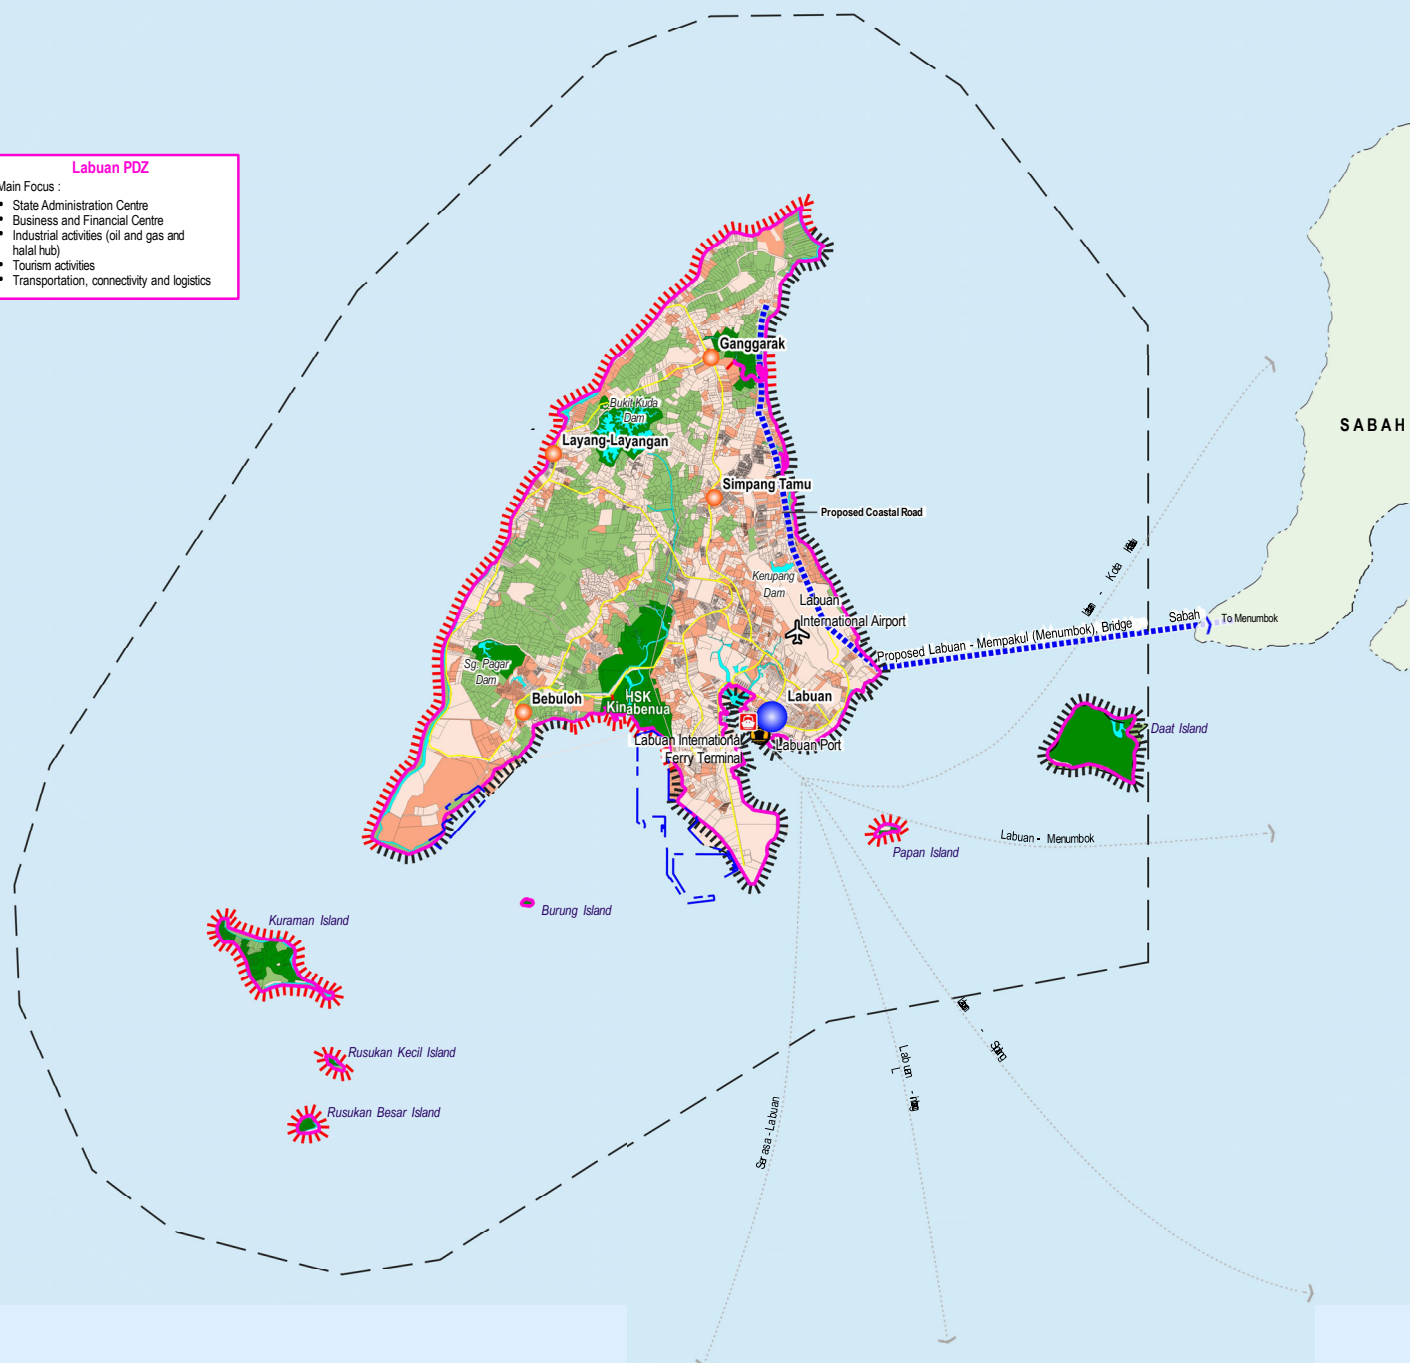 Labuan PDZ
Main Focus :
• State Administration Centre
• Business and Financial Centre
• Industrial activities (oil and gas and
halal hub)
• Tourism activities
• Transportation, connectivity and logistics
Ganggarak
Bukit Kuda
Dam
Layang-Layangan
SABAH
Simpang Tamu
Proposed Coastal Road
Kerupang
Dam
Labuan
International Airport
Proposed Labuan - Mempakul (Menumbok), Bridge
Sabah
To Menumbok
Sg. Pagar
Dam
Bebuloh
HSK
Kinabenua
Labuan
Labuan International
Ferry Terminal
Labuan Port
Daat Island
Papan Island
Labuan - Menumbok
Burung Island
Kuraman Island
Rusukan Kecil Island
Rusukan Besar Island
Serasa - Labuan
Labuan -
- Kota